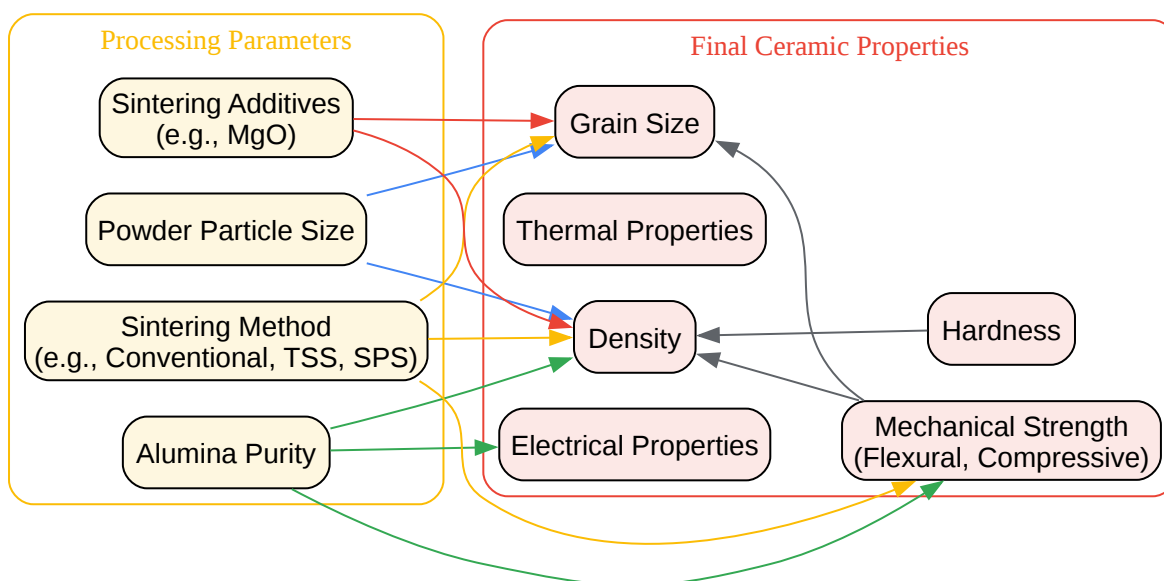 Processing Parameters
Sintering Additives
(e.g., MgO)
Powder Particle Size
Sintering Method
(e.g., Conventional, TSS, SPS)
Alumina Purity
Final Ceramic Properties
Grain Size
Thermal Properties
Density
Electrical Properties
Hardness
Mechanical Strength
(Flexural, Compressive)